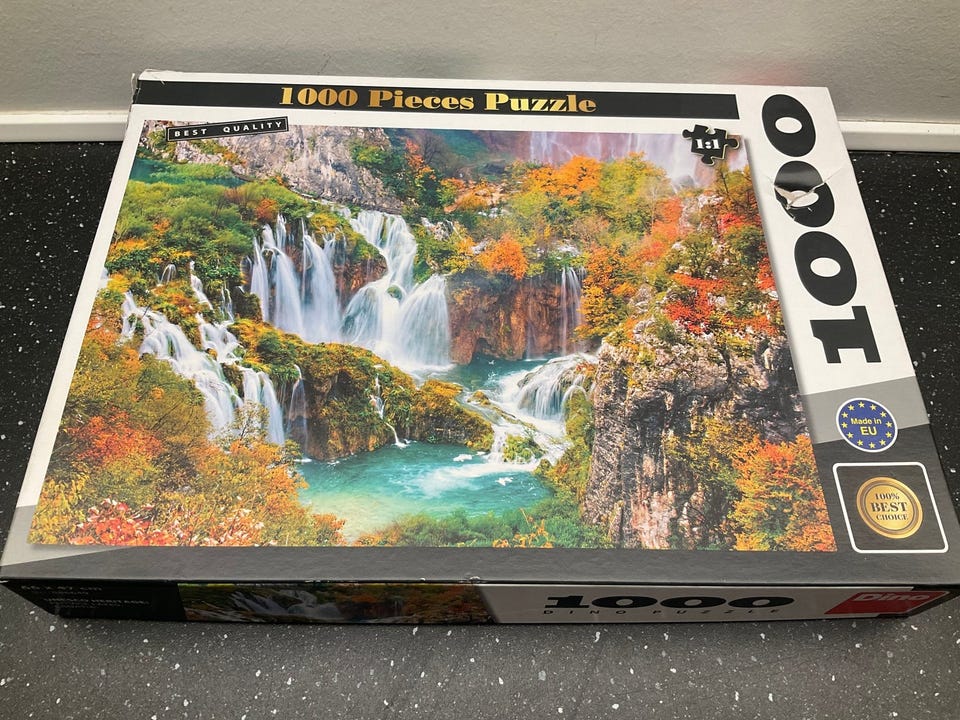 1000 Pieces Puzzle
BEST QUALITY
1:1
1000
Made in
EU
100%
BEST
CHOICE
1000
DINO PUZZLE
Dino